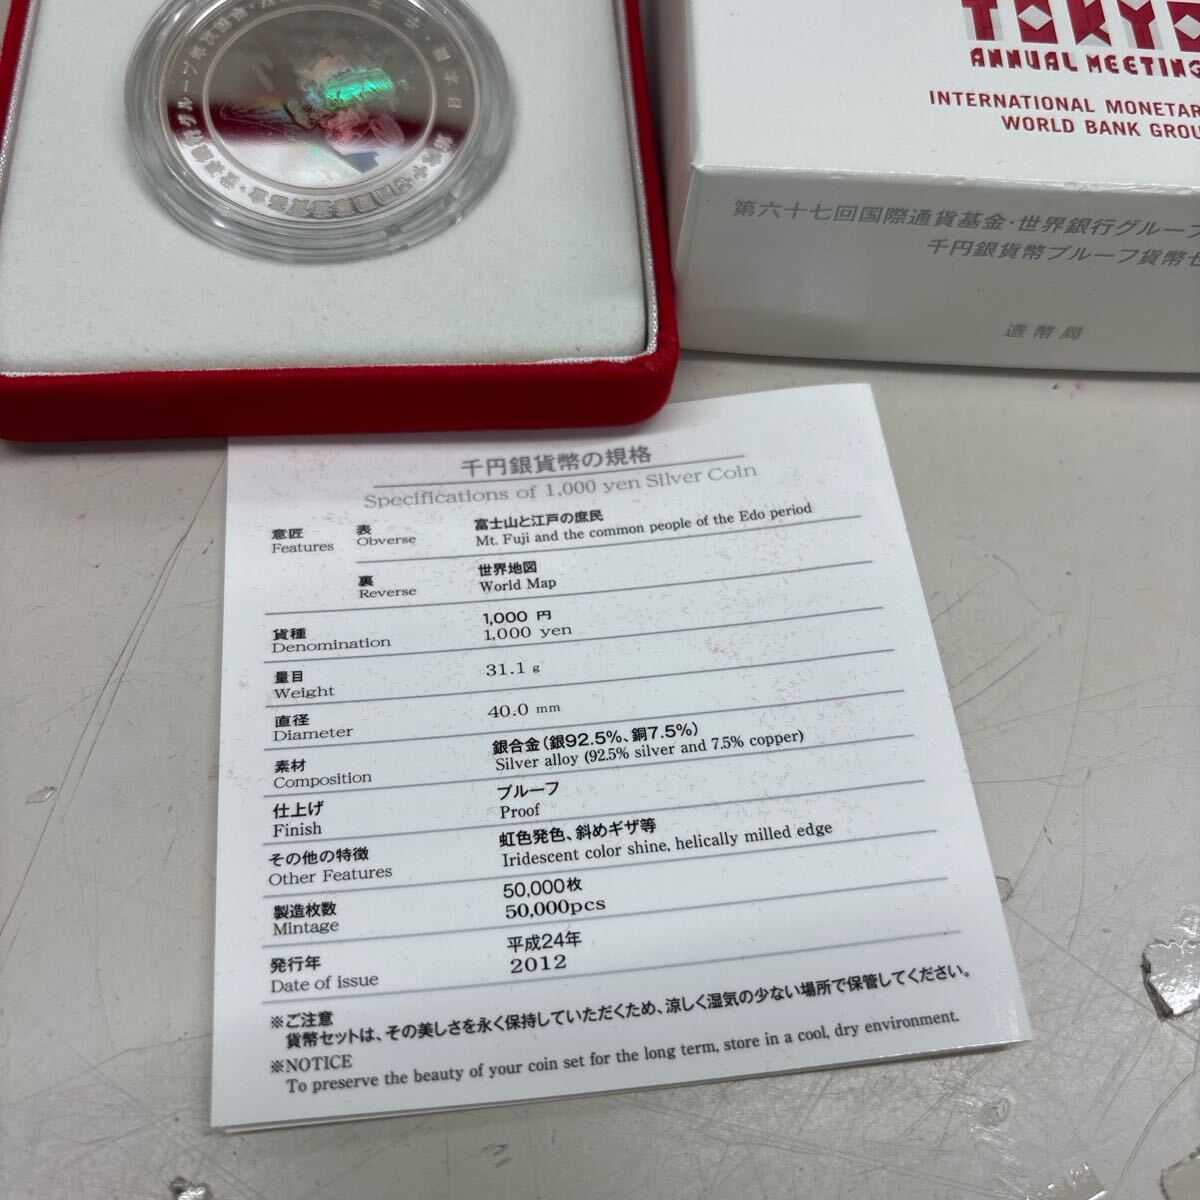 TOKYO
ANNUAL MEETING
INTERNATIONAL MONETAR
WORLD BANK GROU
第六十七回国際通貨基金・世界銀行グループ
千円銀貨幣プルーフ貨幣セ
造幣局
千円銀貨幣の規格
Specifications of 1,000 yen Silver Coin
意匠 表 富士山と江戸の庶民
Features Obverse Mt. Fuji and the common people of the Edo period
裏 世界地図
Reverse World Map
貨種 1,000 円
Denomination 1,000 yen
量目 31.1 g
Weight
直径 40.0 mm
Diameter
素材 銀合金(銀92.5%、銅7.5%)
Composition Silver alloy (92.5% silver and 7.5% copper)
仕上げ プルーフ
Finish Proof
その他の特徴 虹色発色、斜めギザ等
Other Features Iridescent color shine, helically milled edge
製造枚数 50,000枚
Mintage 50,000pcs
発行年 平成24年
Date of issue 2012
※ご注意
貨幣セットは、その美しさを永く保持していただくため、涼しく湿気の少ない場所で保管してください。
※NOTICE
To preserve the beauty of your coin set for the long term, store in a cool, dry environment.